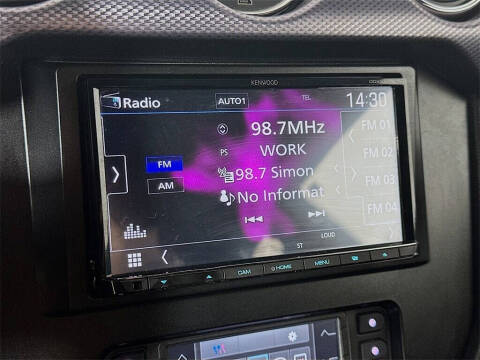 KENWOOD
Radio
AUTO1
TEL
14:30
98.7MHz
FM 01
PS
WORK
FM 02
FM
98.7 Simon
FM 03
AM
No Informat
FM 04
ST
LOUD
CAM
HOME
MENU